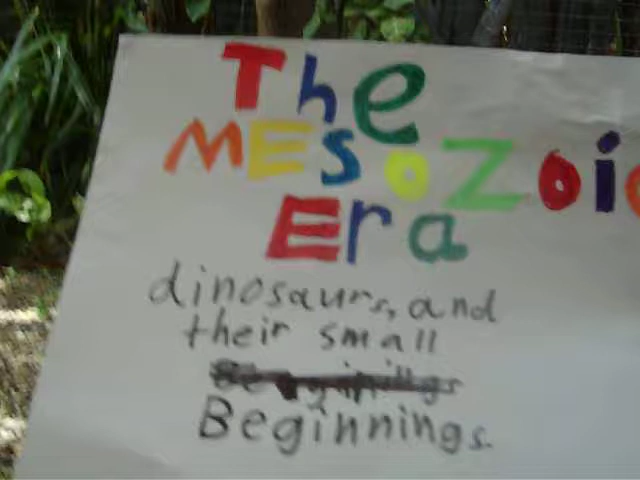 The
MESoZoic
Era
dinosaurs, and
their small
Beginnings.